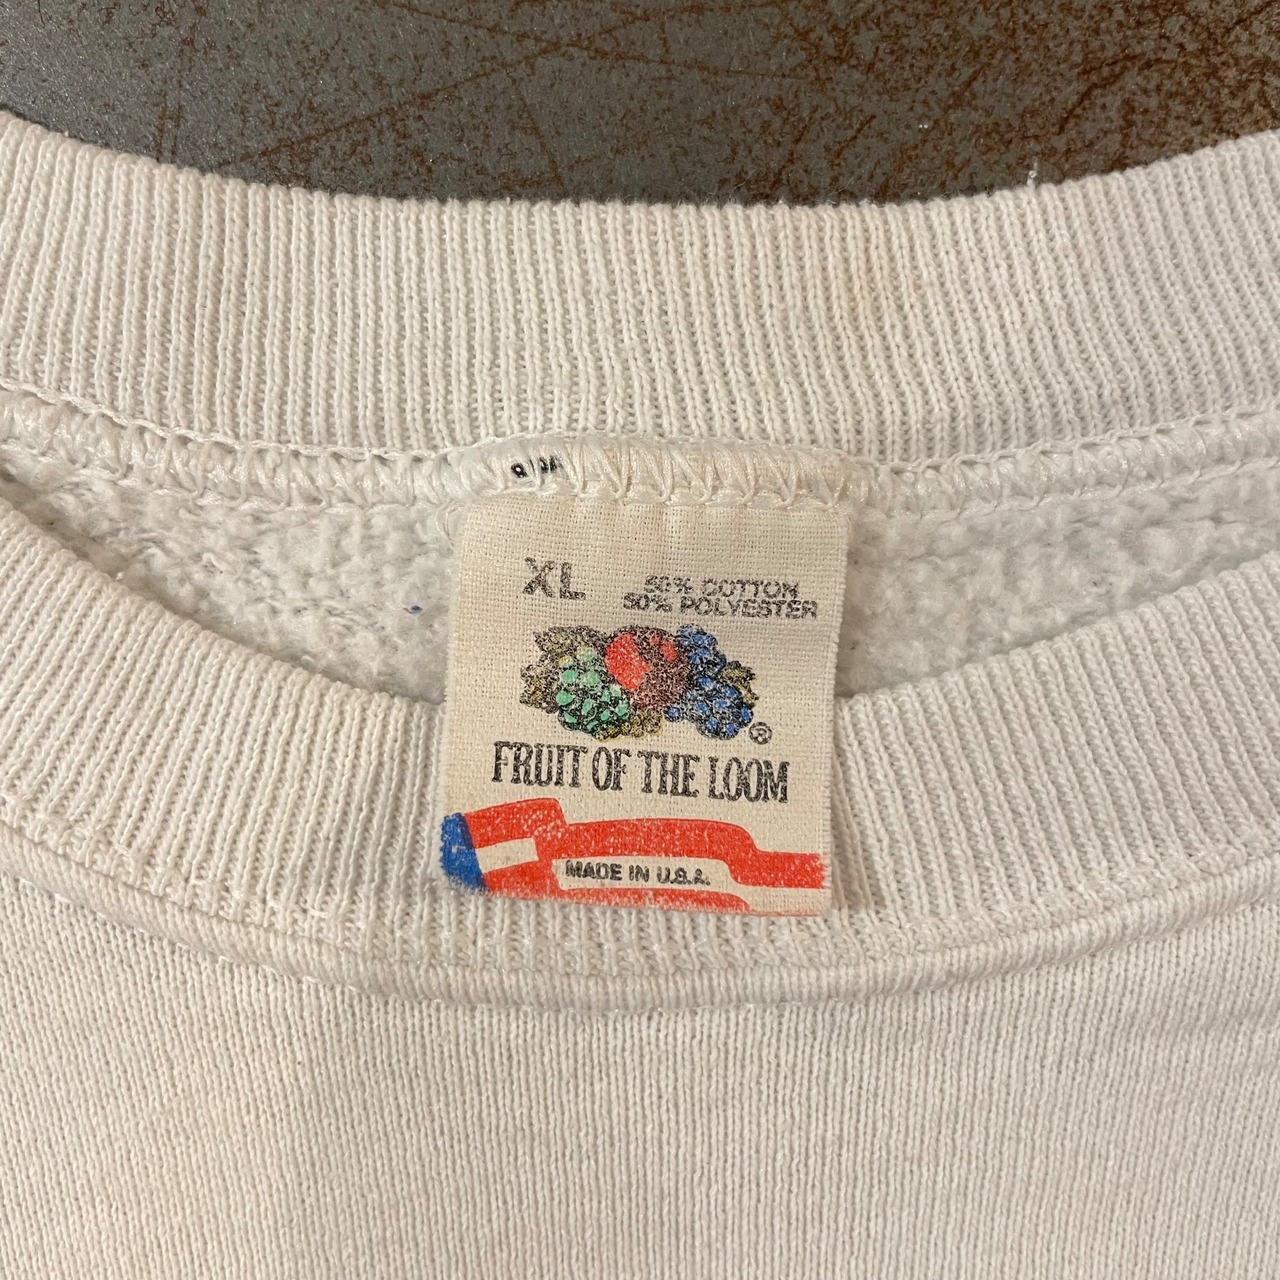 XL
50% COTTON
50% POLYESTER
®
FRUIT OF THE LOOM
MADE IN U.S.A.